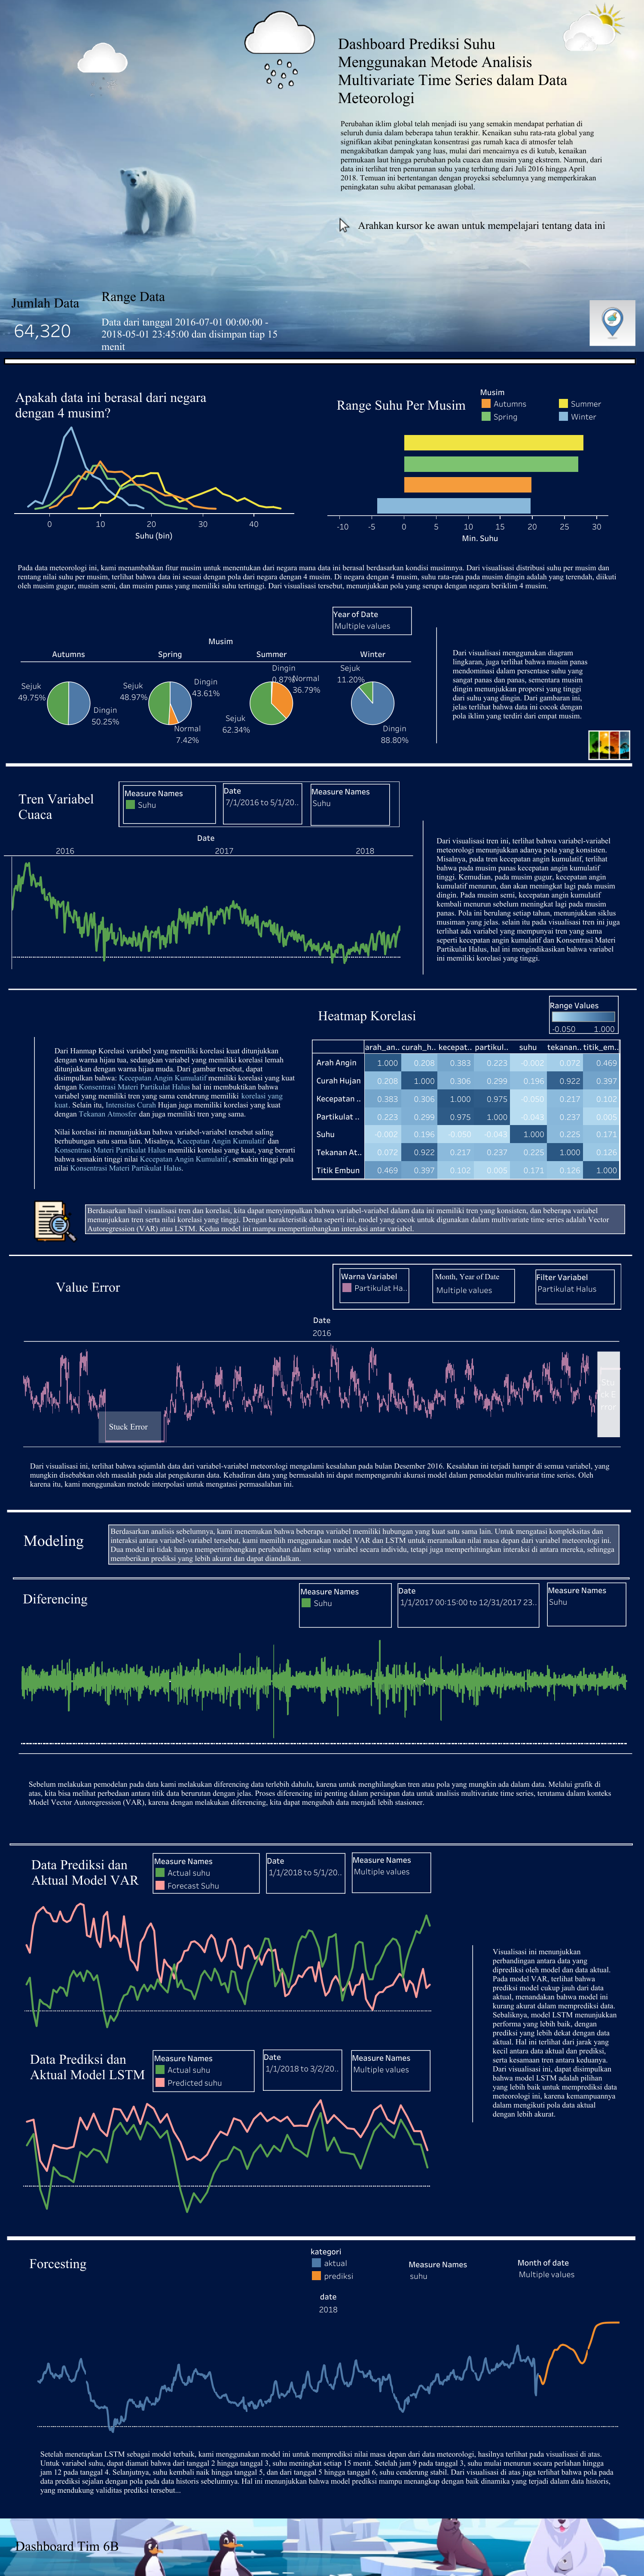 Dashboard Prediksi Suhu
Menggunakan Metode Analisis
Multivariate Time Series dalam Data
Meteorologi
Perubahan iklim global telah menjadi isu yang semakin mendapat perhatian di
seluruh dunia dalam beberapa tahun terakhir. Kenaikan suhu rata-rata global yang
signifikan akibat peningkatan konsentrasi gas rumah kaca di atmosfer telah
mengakibatkan dampak yang luas, mulai dari mencairnya es di kutub, kenaikan
permukaan laut hingga perubahan pola cuaca dan musim yang ekstrem. Namun, dari
data ini terlihat tren penurunan suhu yang terhitung dari Juli 2016 hingga April
2018. Temuan ini bertentangan dengan proyeksi sebelumnya yang memperkirakan
peningkatan suhu akibat pemanasan global.
Arahkan kursor ke awan untuk mempelajari tentang data ini
Jumlah Data
64,320
Range Data
Data dari tanggal 2016-07-01 00:00:00 -
2018-05-01 23:45:00 dan disimpan tiap 15
menit
Apakah data ini berasal dari negara
dengan 4 musim?
0 10 20 30 40
Suhu (bin)
Range Suhu Per Musim
Musim
Autumns Summer
Spring Winter
-10 -5 0 5 10 15 20 25 30
Min. Suhu
Pada data meteorologi ini, kami menambahkan fitur musim untuk menentukan dari negara mana data ini berasal berdasarkan kondisi musimnya. Dari visualisasi distribusi suhu per musim dan
rentang nilai suhu per musim, terlihat bahwa data ini sesuai dengan pola dari negara dengan 4 musim. Di negara dengan 4 musim, suhu rata-rata pada musim dingin adalah yang terendah, diikuti
oleh musim gugur, musim semi, dan musim panas yang memiliki suhu tertinggi. Dari visualisasi tersebut, menunjukkan pola yang serupa dengan negara beriklim 4 musim.
Year of Date
Multiple values
Musim
Autumns Spring Summer Winter
Sejuk
49.75%
Dingin
50.25%
Sejuk
48.97%
Dingin
43.61%
Normal
7.42%
Dingin
0.87%
Normal
36.79%
Sejuk
62.34%
Sejuk
11.20%
Dingin
88.80%
Dari visualisasi menggunakan diagram
lingkaran, juga terlihat bahwa musim panas
mendominasi dalam persentase suhu yang
sangat panas dan panas, sementara musim
dingin menunjukkan proporsi yang tinggi
dari suhu yang dingin. Dari gambaran ini,
jelas terlihat bahwa data ini cocok dengan
pola iklim yang terdiri dari empat musim.
Tren Variabel
Cuaca
Measure Names
Suhu
Date
7/1/2016 to 5/1/20..
Measure Names
Suhu
Date
2016 2017 2018
Dari visualisasi tren ini, terlihat bahwa variabel-variabel
meteorologi menunjukkan adanya pola yang konsisten.
Misalnya, pada tren kecepatan angin kumulatif, terlihat
bahwa pada musim panas kecepatan angin kumulatif
tinggi. Kemudian, pada musim gugur, kecepatan angin
kumulatif menurun, dan akan meningkat lagi pada musim
dingin. Pada musim semi, kecepatan angin kumulatif
kembali menurun sebelum meningkat lagi pada musim
panas. Pola ini berulang setiap tahun, menunjukkan siklus
musiman yang jelas. selain itu pada visualisasi tren ini juga
terlihat ada variabel yang mempunyai tren yang sama
seperti kecepatan angin kumulatif dan Konsentrasi Materi
Partikulat Halus, hal ini mengindikasikan bahwa variabel
ini memiliki korelasi yang tinggi.
Heatmap Korelasi
Range Values
-0.050 1.000
Dari Hanmap Korelasi variabel yang memiliki korelasi kuat ditunjukkan
dengan warna hijau tua, sedangkan variabel yang memiliki korelasi lemah
ditunjukkan dengan warna hijau muda. Dari gambar tersebut, dapat
disimpulkan bahwa: Kecepatan Angin Kumulatif memiliki korelasi yang kuat
dengan Konsentrasi Materi Partikulat Halus hal ini membuktikan bahwa
variabel yang memiliki tren yang sama cenderung memiliki korelasi yang
kuat. Selain itu, Intensitas Curah Hujan juga memiliki korelasi yang kuat
dengan Tekanan Atmosfer dan juga memiliki tren yang sama.
Nilai korelasi ini menunjukkan bahwa variabel-variabel tersebut saling
berhubungan satu sama lain. Misalnya, Kecepatan Angin Kumulatif dan
Konsentrasi Materi Partikulat Halus memiliki korelasi yang kuat, yang berarti
bahwa semakin tinggi nilai Kecepatan Angin Kumulatif, semakin tinggi pula
nilai Konsentrasi Materi Partikulat Halus.
arah_an.. curah_h.. kecepat.. partikul.. suhu tekanan.. titik_em..
Arah Angin 1.000 0.208 0.383 0.223 -0.002 0.072 0.469
Curah Hujan 0.208 1.000 0.306 0.299 0.196 0.922 0.397
Kecepatan .. 0.383 0.306 1.000 0.975 -0.050 0.217 0.102
Partikulat .. 0.223 0.299 0.975 1.000 -0.043 0.237 0.005
Suhu -0.002 0.196 -0.050 -0.043 1.000 0.225 0.171
Tekanan At.. 0.072 0.922 0.217 0.237 0.225 1.000 0.126
Titik Embun 0.469 0.397 0.102 0.005 0.171 0.126 1.000
Berdasarkan hasil visualisasi tren dan korelasi, kita dapat menyimpulkan bahwa variabel-variabel dalam data ini memiliki tren yang konsisten, dan beberapa variabel
menunjukkan tren serta nilai korelasi yang tinggi. Dengan karakteristik data seperti ini, model yang cocok untuk digunakan dalam multivariate time series adalah Vector
Autoregression (VAR) atau LSTM. Kedua model ini mampu mempertimbangkan interaksi antar variabel.
Value Error
Warna Variabel
Partikulat Ha..
Month, Year of Date
Multiple values
Filter Variabel
Partikulat Halus
Date
2016
Stuck Error
Stu
ck E
rror
Dari visualisasi ini, terlihat bahwa sejumlah data dari variabel-variabel meteorologi mengalami kesalahan pada bulan Desember 2016. Kesalahan ini terjadi hampir di semua variabel, yang
mungkin disebabkan oleh masalah pada alat pengukuran data. Kehadiran data yang bermasalah ini dapat mempengaruhi akurasi model dalam pemodelan multivariat time series. Oleh
karena itu, kami menggunakan metode interpolasi untuk mengatasi permasalahan ini.
Modeling
Berdasarkan analisis sebelumnya, kami menemukan bahwa beberapa variabel memiliki hubungan yang kuat satu sama lain. Untuk mengatasi kompleksitas dan
interaksi antara variabel-variabel tersebut, kami memilih menggunakan model VAR dan LSTM untuk meramalkan nilai masa depan dari variabel meteorologi ini.
Dua model ini tidak hanya mempertimbangkan perubahan dalam setiap variabel secara individu, tetapi juga memperhitungkan interaksi di antara mereka, sehingga
memberikan prediksi yang lebih akurat dan dapat diandalkan.
Diferencing
Measure Names
Suhu
Date
1/1/2017 00:15:00 to 12/31/2017 23..
Measure Names
Suhu
Sebelum melakukan pemodelan pada data kami melakukan diferencing data terlebih dahulu, karena untuk menghilangkan tren atau pola yang mungkin ada dalam data. Melalui grafik di
atas, kita bisa melihat perbedaan antara titik data berurutan dengan jelas. Proses diferencing ini penting dalam persiapan data untuk analisis multivariate time series, terutama dalam konteks
Model Vector Autoregression (VAR), karena dengan melakukan diferencing, kita dapat mengubah data menjadi lebih stasioner.
Data Prediksi dan
Aktual Model VAR
Measure Names
Actual suhu
Forecast Suhu
Date
1/1/2018 to 5/1/20..
Measure Names
Multiple values
Data Prediksi dan
Aktual Model LSTM
Measure Names
Actual suhu
Predicted suhu
Date
1/1/2018 to 3/2/20..
Measure Names
Multiple values
Visualisasi ini menunjukkan
perbandingan antara data yang
diprediksi oleh model dan data aktual.
Pada model VAR, terlihat bahwa
prediksi model cukup jauh dari data
aktual, menandakan bahwa model ini
kurang akurat dalam memprediksi data.
Sebaliknya, model LSTM menunjukkan
performa yang lebih baik, dengan
prediksi yang lebih dekat dengan data
aktual. Hal ini terlihat dari jarak yang
kecil antara data aktual dan prediksi,
serta kesamaan tren antara keduanya.
Dari visualisasi ini, dapat disimpulkan
bahwa model LSTM adalah pilihan
yang lebih baik untuk memprediksi data
meteorologi ini, karena kemampuannya
dalam mengikuti pola data aktual
dengan lebih akurat.
Forcesting
kategori
aktual
prediksi
Measure Names
suhu
Month of date
Multiple values
date
2018
Setelah menetapkan LSTM sebagai model terbaik, kami menggunakan model ini untuk memprediksi nilai masa depan dari data meteorologi, hasilnya terlihat pada visualisasi di atas.
Untuk variabel suhu, dapat diamati bahwa dari tanggal 2 hingga tanggal 3, suhu meningkat setiap 15 menit. Setelah jam 9 pada tanggal 3, suhu mulai menurun secara perlahan hingga
jam 12 pada tanggal 4. Selanjutnya, suhu kembali naik hingga tanggal 5, dan dari tanggal 5 hingga tanggal 6, suhu cenderung stabil. Dari visualisasi di atas juga terlihat bahwa pola pada
data prediksi sejalan dengan pola pada data historis sebelumnya. Hal ini menunjukkan bahwa model prediksi mampu menangkap dengan baik dinamika yang terjadi dalam data historis,
yang mendukung validitas prediksi tersebut...
Dashboard Tim 6B